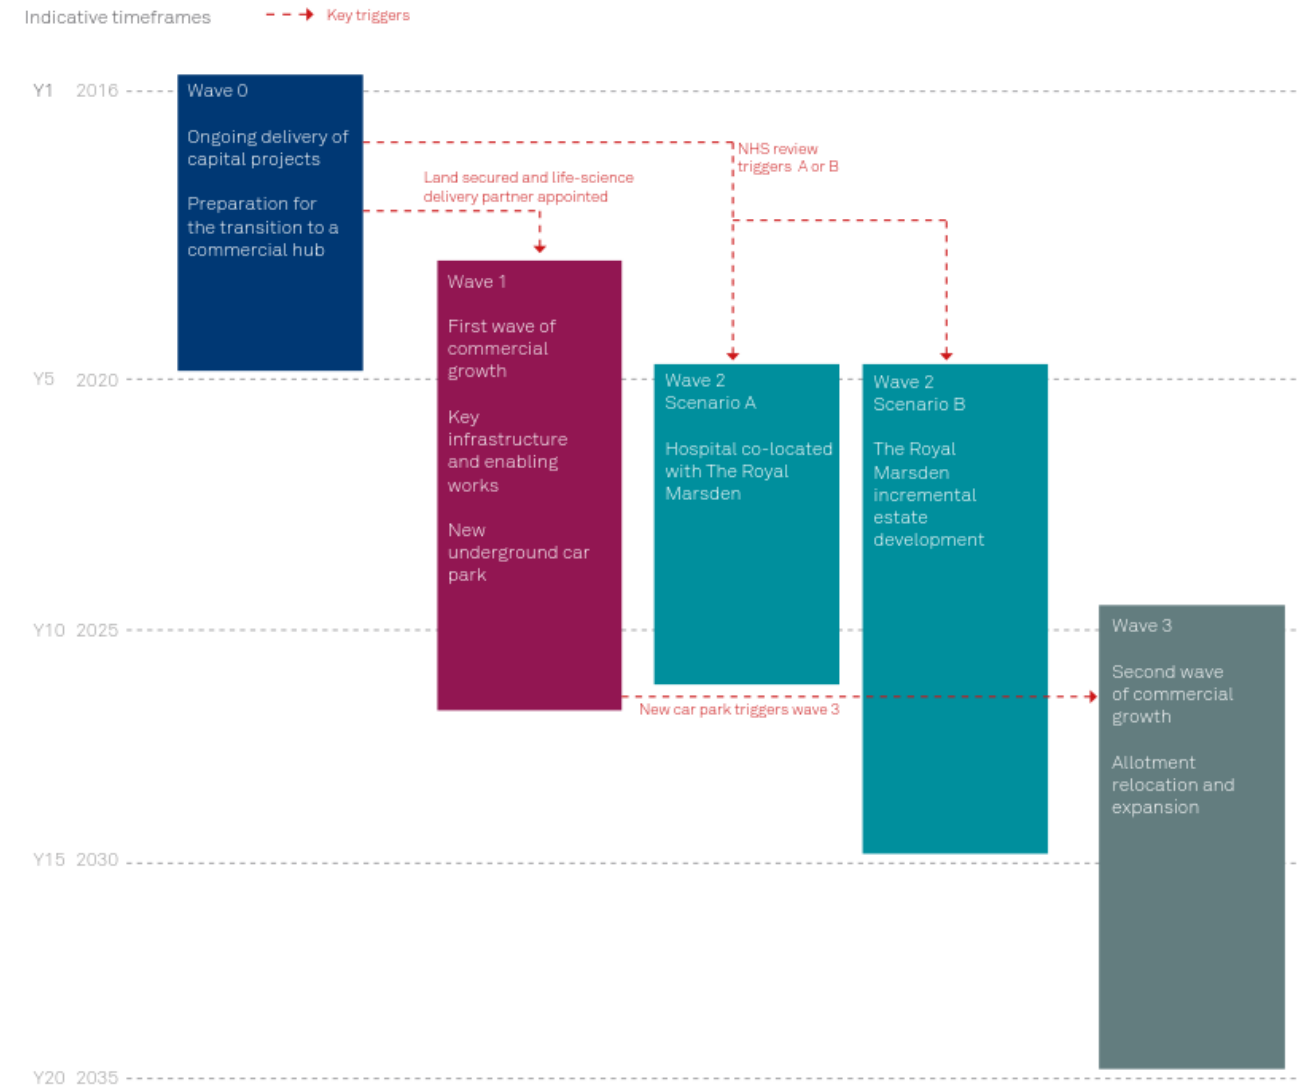 Indicative timeframes
Key triggers
Y1 2016
Wave 0
Ongoing delivery of
capital projects
Preparation for
the transition to a
commercial hub
NHS review
triggers A or B
Land secured and life-science
delivery partner appointed
Wave 1
First wave of
commercial
growth
Key
infrastructure
and enabling
works
New
underground car
park
Y5 2020
Wave 2
Scenario A
Hospital co-located
with The Royal
Marsden
Wave 2
Scenario B
The Royal
Marsden
incremental
estate
development
Y10 2025
Wave 3
Second wave
of commercial
growth
Allotment
relocation and
expansion
New car park triggers wave 3
Y15 2030
Y20 2035